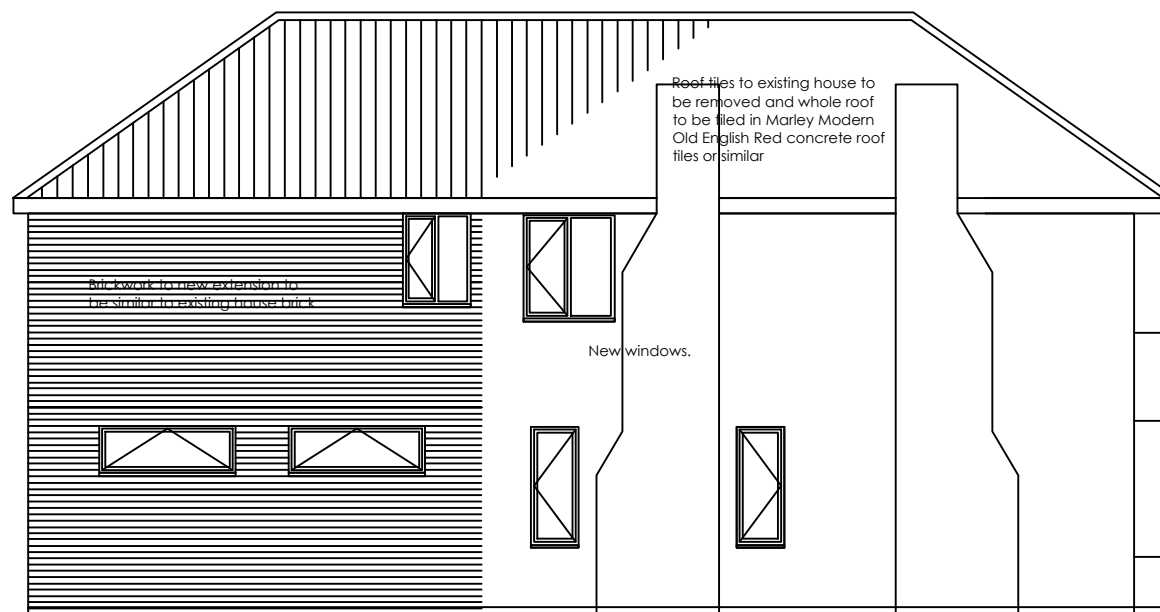 Roof tiles to existing house to
be removed and whole roof
to be tiled in Marley Modern
Old English Red concrete roof
tiles or similar
Brickwork to new extension to
be similar to existing house brick
New windows.